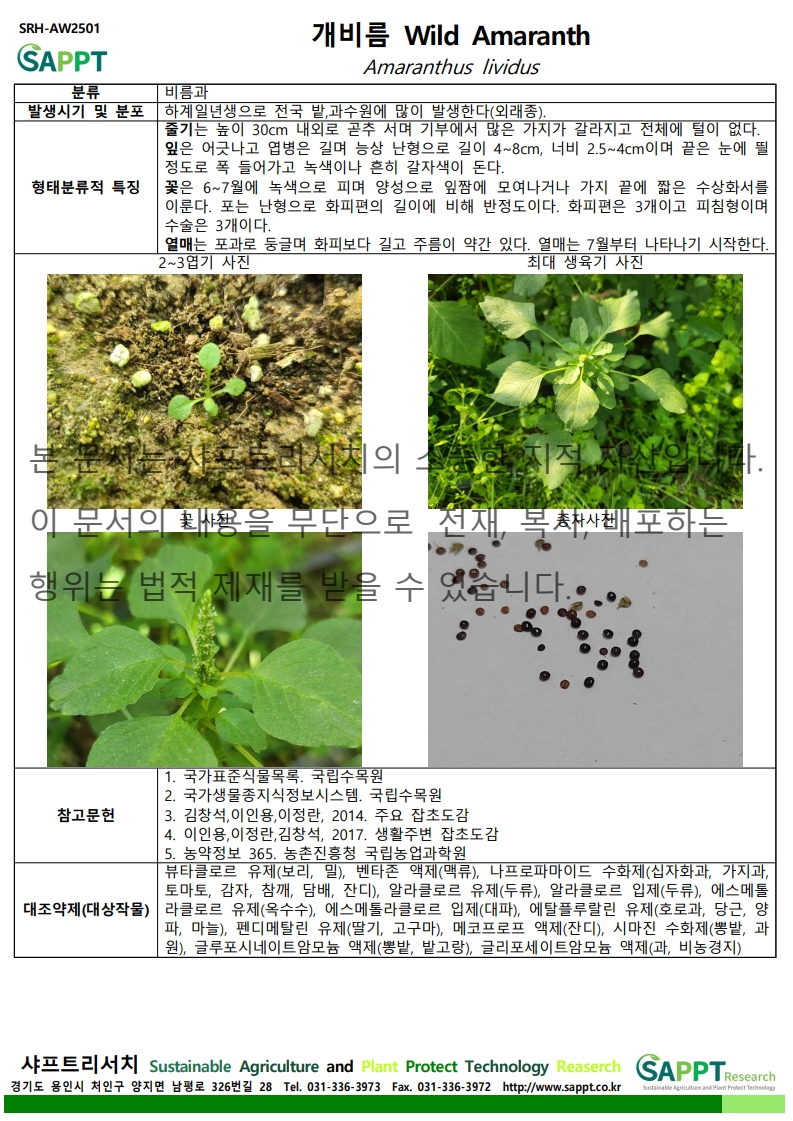 SRH-AW2501
개비름 Wild Amaranth
SAPPT
Amaranthus lividus
분류 비름과
발생시기 및 분포 하계일년생으로 전국 밭,과수원에 많이 발생한다(외래종).
형태분류적 특징
줄기는 높이 30cm 내외로 곧추 서며 기부에서 많은 가지가 갈라지고 전체에 털이 없다.
잎은 어긋나고 엽병은 길며 능상 난형으로 길이 4~8cm, 너비 2.5~4cm이며 끝은 눈에 띌
정도로 폭 들어가고 녹색이나 흔히 갈자색이 돈다.
꽃은 6~7월에 녹색으로 피며 양성으로 잎짬에 모여나거나 가지 끝에 짧은 수상화서를
이룬다. 포는 난형으로 화피편의 길이에 비해 반정도이다. 화피편은 3개이고 피침형이며
수술은 3개이다.
열매는 포과로 둥글며 화피보다 길고 주름이 약간 있다. 열매는 7월부터 나타나기 시작한다.
2~3엽기 사진 최대 생육기 사진
본 문서는 샤프트리서치의 소중한 지적 자산입니다.
꽃 사진 종자사진
이 문서의 내용을 무단으로 전재, 복사, 배포하는
행위는 법적 제재를 받을 수 있습니다.
참고문헌
1. 국가표준식물목록. 국립수목원
2. 국가생물종지식정보시스템. 국립수목원
3. 김창석,이인용,이정란, 2014. 주요 잡초도감
4. 이인용,이정란,김창석, 2017. 생활주변 잡초도감
5. 농약정보 365. 농촌진흥청 국립농업과학원
대조약제(대상작물)
뷰타클로르 유제(보리, 밀), 벤타존 액제(맥류), 나프로파마이드 수화제(십자화과, 가지과,
토마토, 감자, 참깨, 담배, 잔디), 알라클로르 유제(두류), 알라클로르 입제(두류), 에스메톨
라클로르 유제(옥수수), 에스메톨라클로르 입제(대파), 에탈플루랄린 유제(호로과, 당근, 양
파, 마늘), 펜디메탈린 유제(딸기, 고구마), 메코프로프 액제(잔디), 시마진 수화제(뽕밭, 과
원), 글루포시네이트암모늄 액제(뽕밭, 밭고랑), 글리포세이트암모늄 액제(과, 비농경지)
샤프트리서치 Sustainable Agriculture and Plant Protect Technology Reaserch
경기도 용인시 처인구 양지면 남평로 326번길 28 Tel. 031-336-3973 Fax. 031-336-3972 http://www.sappt.co.kr
SAPPT Research
Sustainable Agriculture and Plant Protect Technology